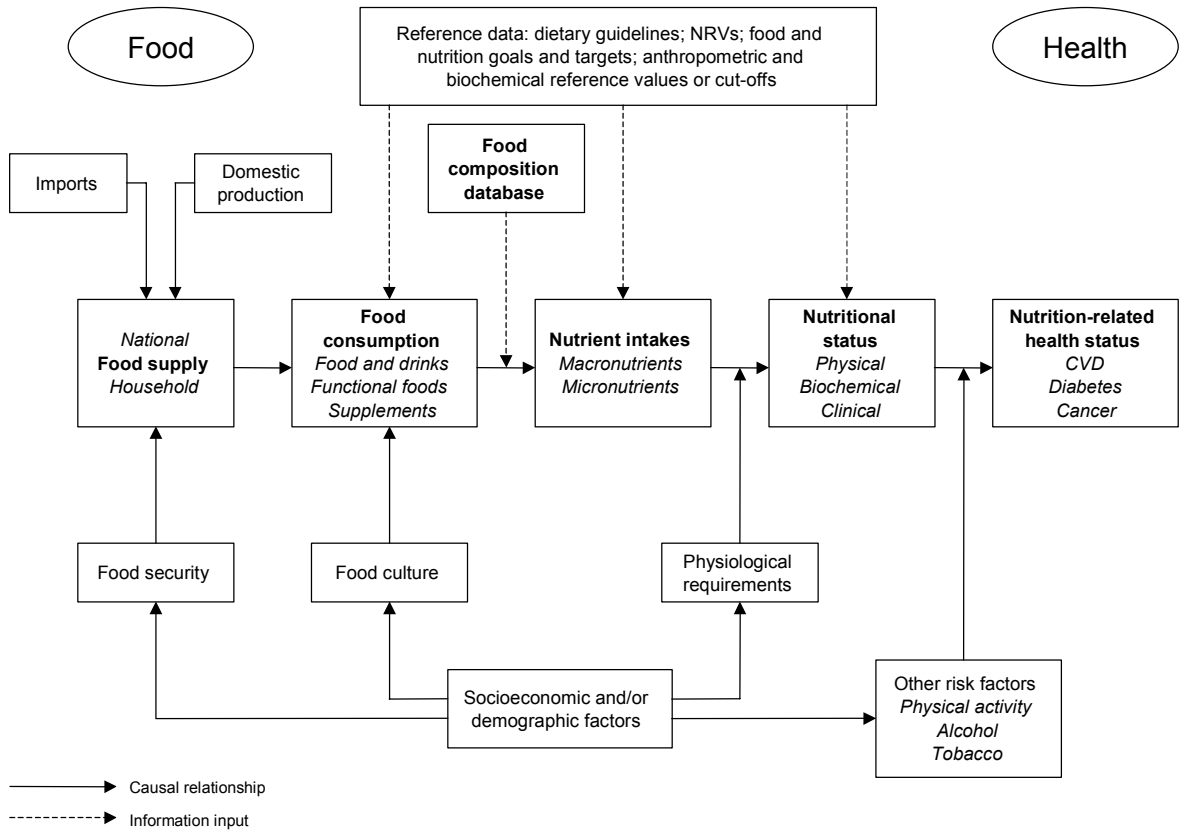 Food
Reference data: dietary guidelines; NRVs; food and
nutrition goals and targets; anthropometric and
biochemical reference values or cut-offs
Health
Imports
Domestic
production
Food
composition
database
National
Food supply
Household
Food
consumption
Food and drinks
Functional foods
Supplements
Nutrient intakes
Macronutrients
Micronutrients
Nutritional
status
Physical
Biochemical
Clinical
Nutrition-related
health status
CVD
Diabetes
Cancer
Food security
Food culture
Physiological
requirements
Socioeconomic and/or
demographic factors
Other risk factors
Physical activity
Alcohol
Tobacco
Causal relationship
Information input